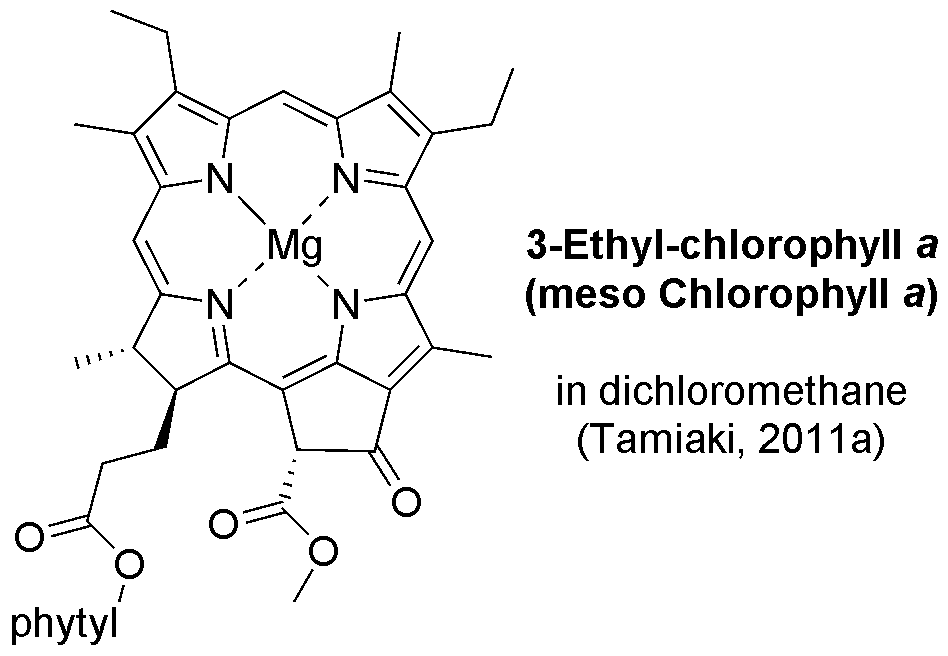 N
N
Mg
3-Ethyl-chlorophyll a
(meso Chlorophyll a)
N
N
in dichloromethane
(Tamiaki, 2011a)
O
O
O
O
O
phytyl